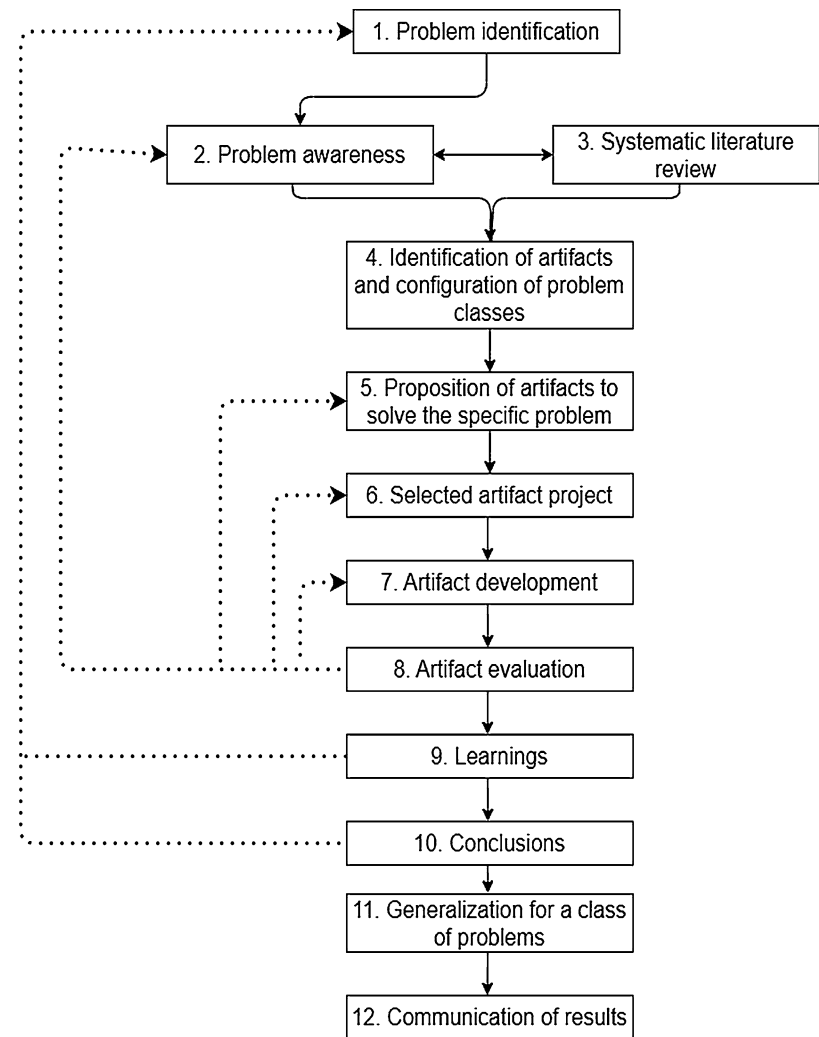 1. Problem identification
2. Problem awareness
3. Systematic literature
review
4. Identification of artifacts
and configuration of problem
classes
5. Proposition of artifacts to
solve the specific problem
6. Selected artifact project
7. Artifact development
8. Artifact evaluation
9. Learnings
10. Conclusions
11. Generalization for a class
of problems
12. Communication of results